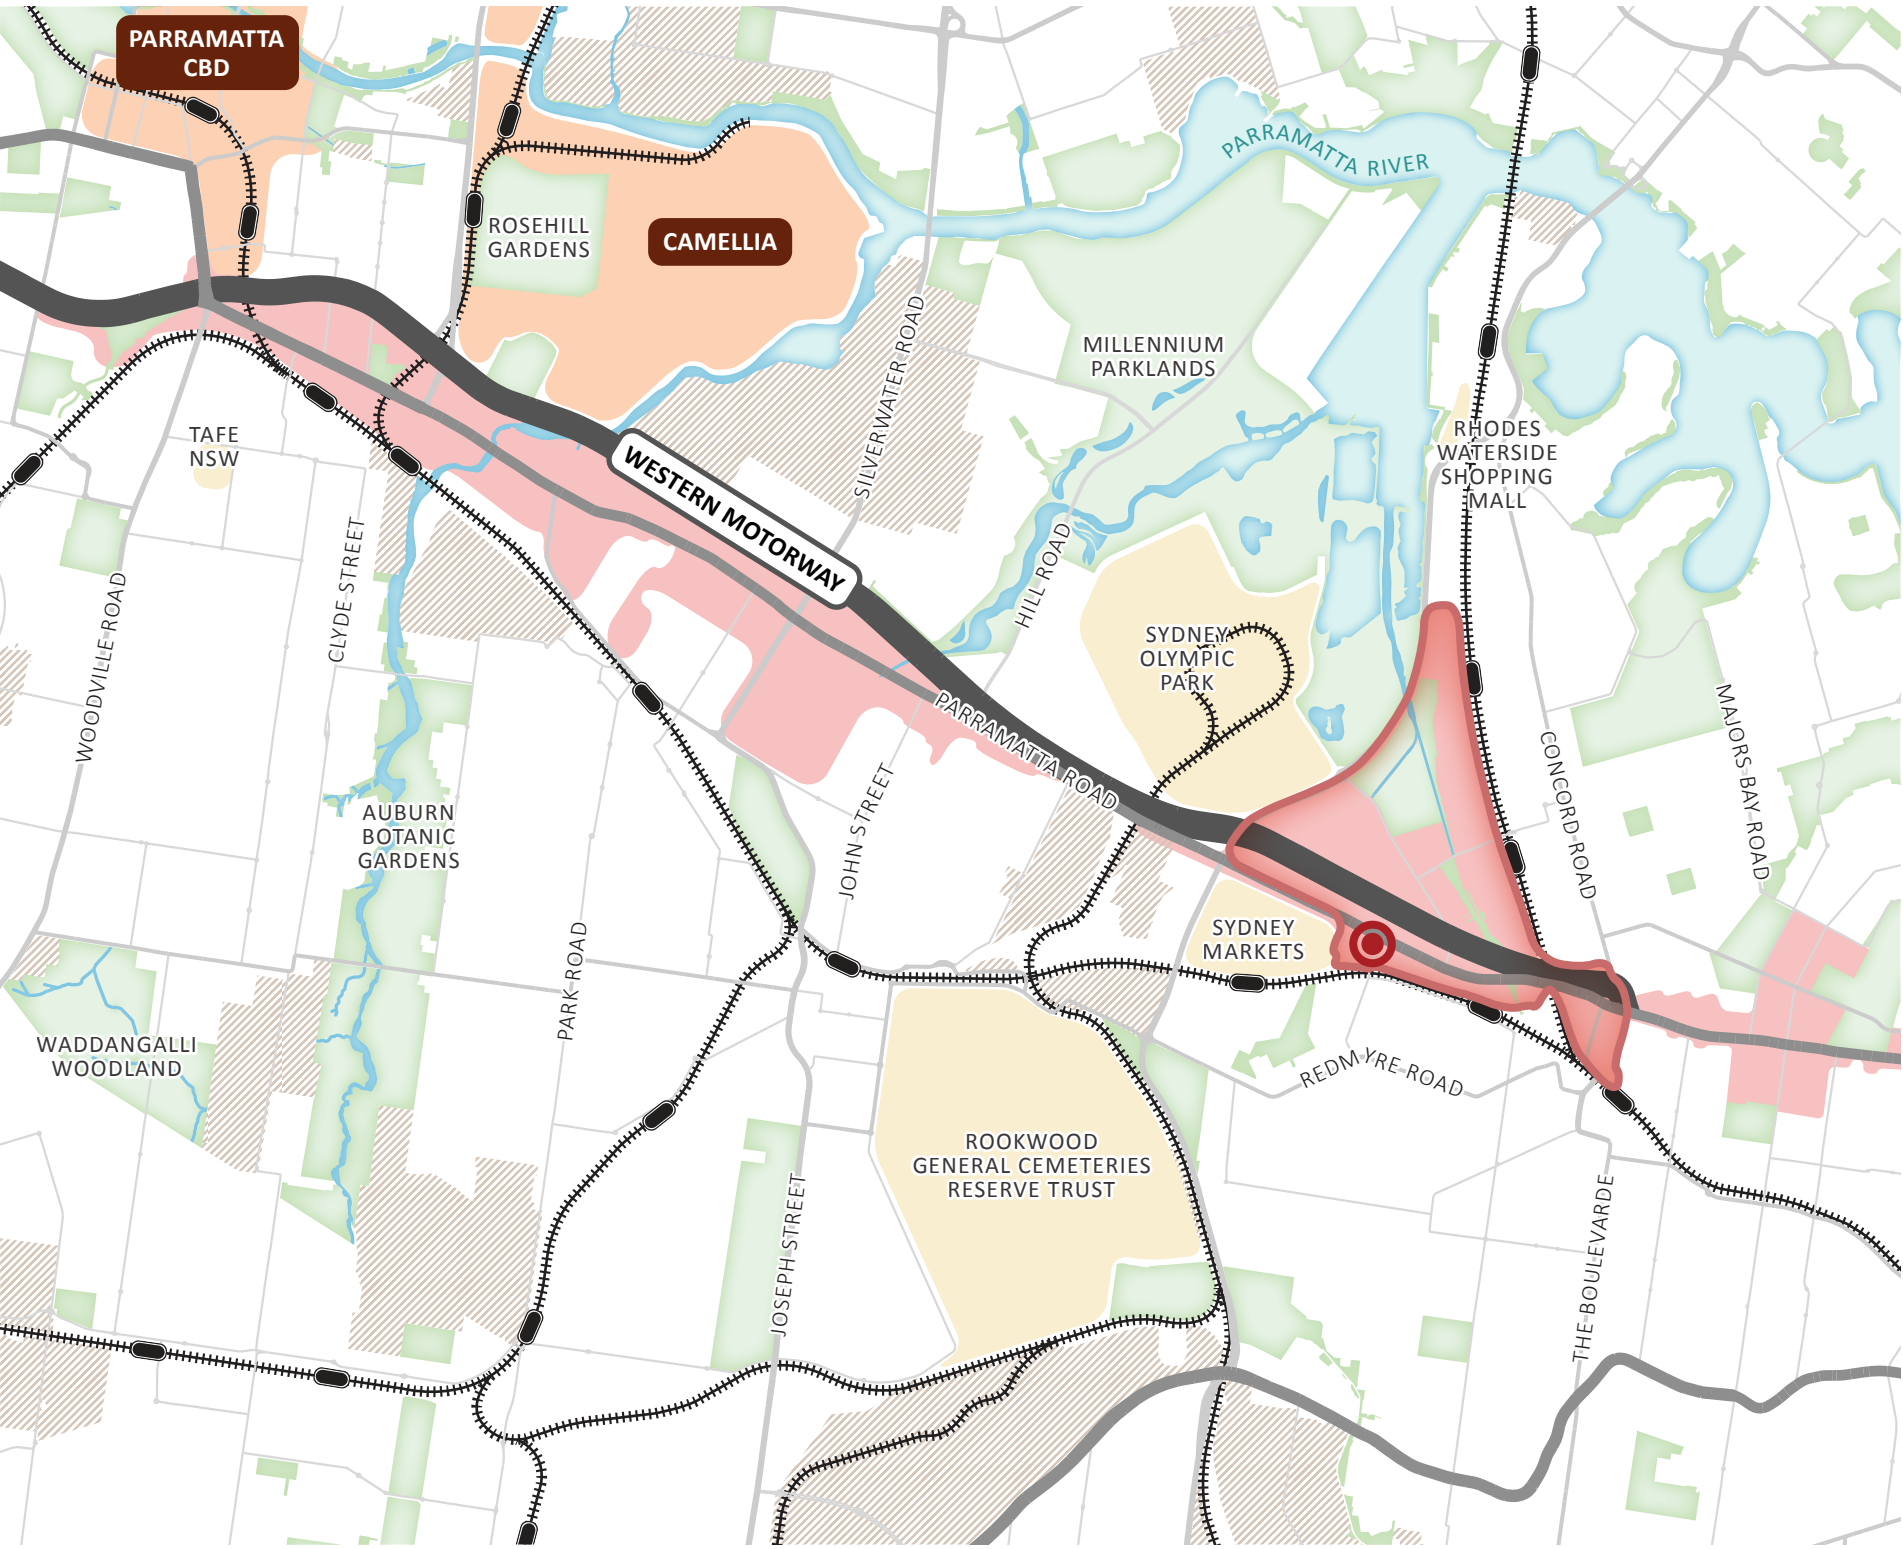 PARRAMATTA
CBD
PARRAMATTA RIVER
ROSEHILL
GARDENS
CAMELLIA
SILVERWATER ROAD
MILLENNIUM
PARKLANDS
TAFE
NSW
RHODES
WATERSIDE
SHOPPING
MALL
WESTERN MOTORWAY
CLYDE STREET
HILL ROAD
WOODVILLE ROAD
SYDNEY
OLYMPIC
PARK
PARRAMATTA ROAD
MAJORS BAY ROAD
CONCORD ROAD
JOHN STREET
AUBURN
BOTANIC
GARDENS
SYDNEY
MARKETS
PARK ROAD
WADDANGALLI
WOODLAND
REDMYRE ROAD
ROOKWOOD
GENERAL CEMETERIES
RESERVE TRUST
JOSEPH STREET
THE BOULEVARDE